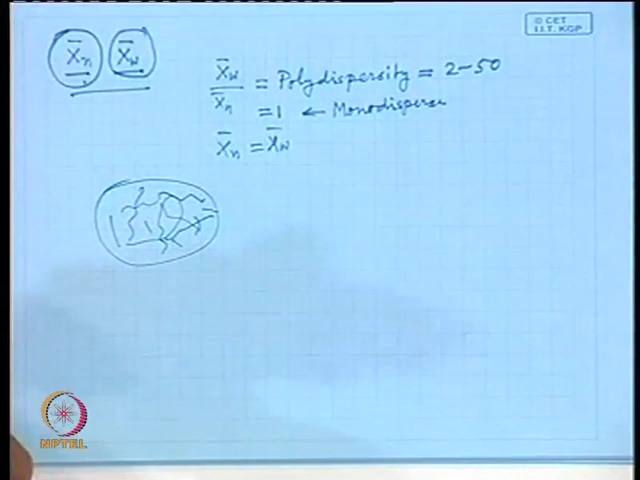 © CET
I.I.T. KGP
X̄n X̄w
X̄w / X̄n = Polydispersity = 2-50
= 1 ← Monodisperse
X̄n = X̄w
NPTEL